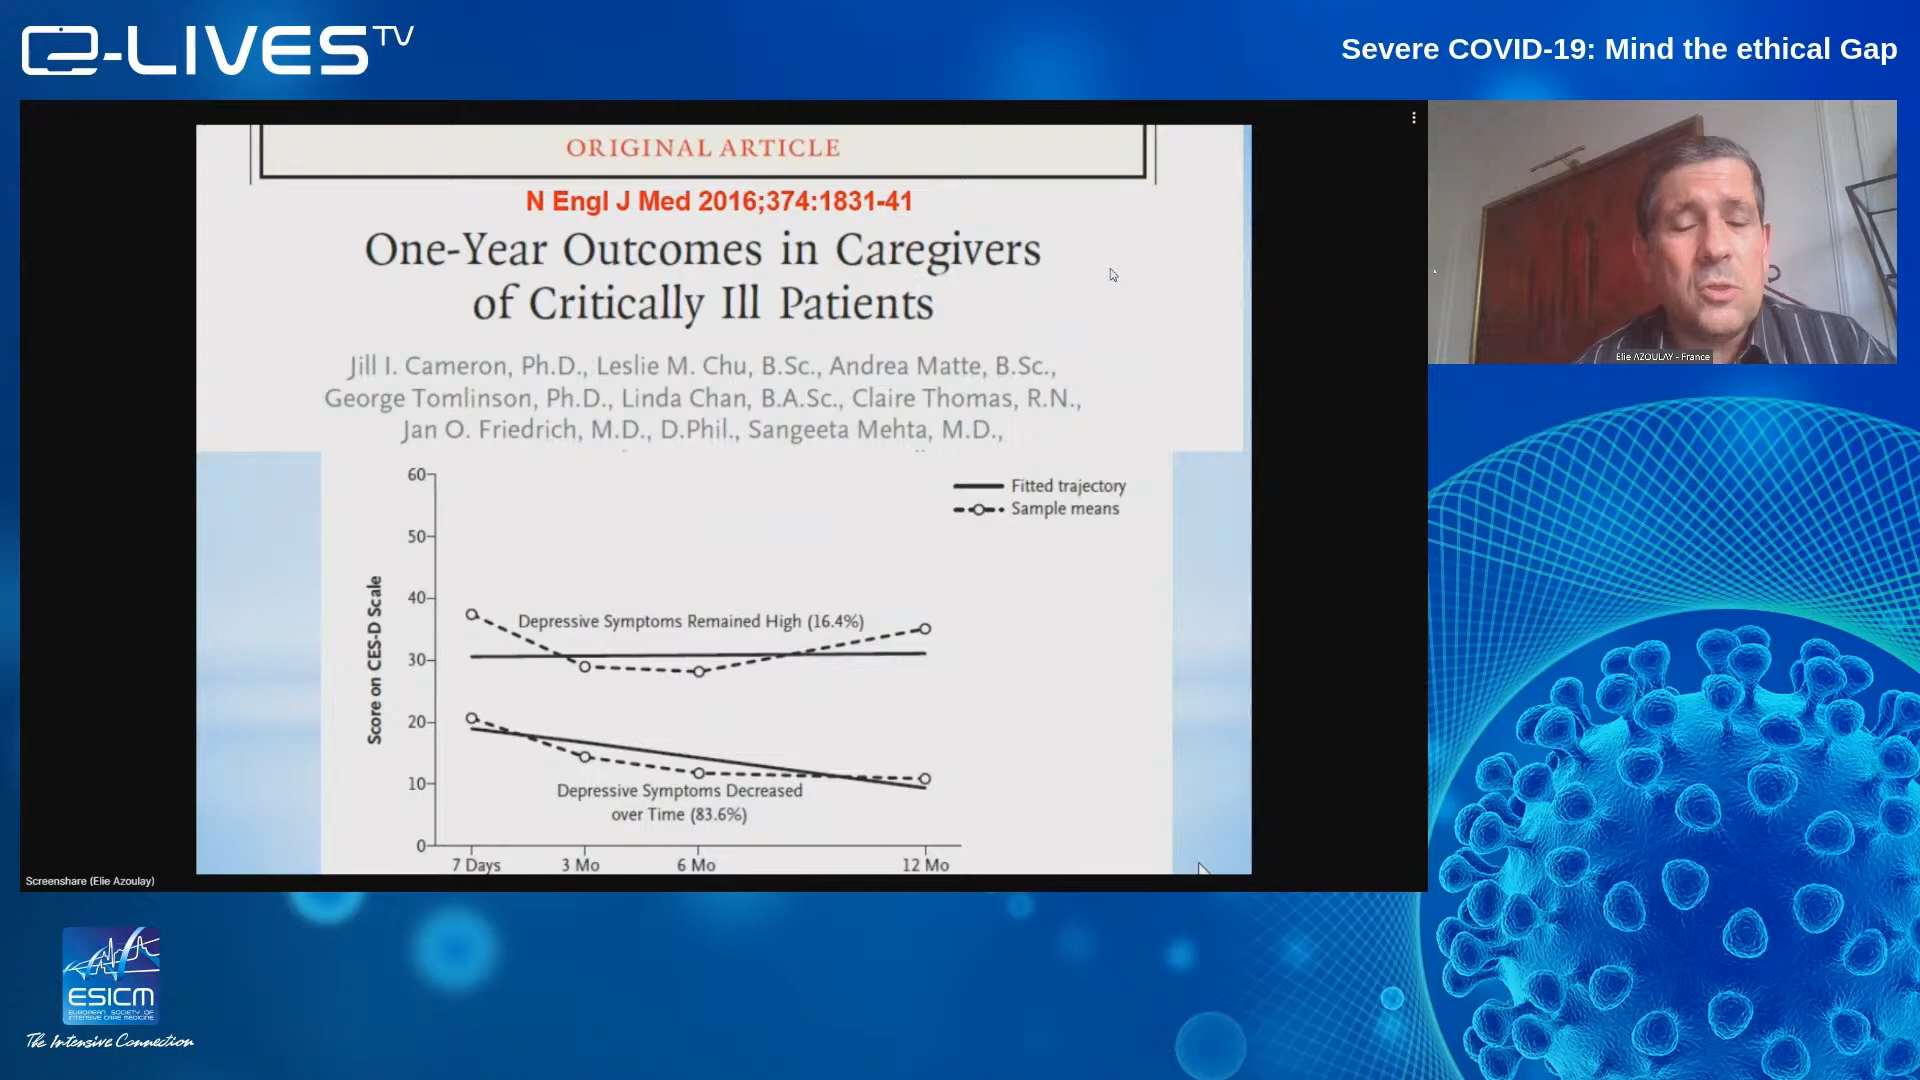 e-LIVES TV
Severe COVID-19: Mind the ethical Gap
ORIGINAL ARTICLE
N Engl J Med 2016;374:1831-41
One-Year Outcomes in Caregivers
of Critically Ill Patients
Jill I. Cameron, Ph.D., Leslie M. Chu, B.Sc., Andrea Matte, B.Sc.,
George Tomlinson, Ph.D., Linda Chan, B.A.Sc., Claire Thomas, R.N.,
Jan O. Friedrich, M.D., D.Phil., Sangeeta Mehta, M.D.,
Elie AZOULAY - France
60
50
40
30
20
10
0
Score on CES-D Scale
Fitted trajectory
Sample means
Depressive Symptoms Remained High (16.4%)
Depressive Symptoms Decreased
over Time (83.6%)
7 Days
3 Mo
6 Mo
12 Mo
Screenshare (Elie Azoulay)
ESICM
EUROPEAN SOCIETY OF
INTENSIVE CARE MEDICINE
The Intensive Connection